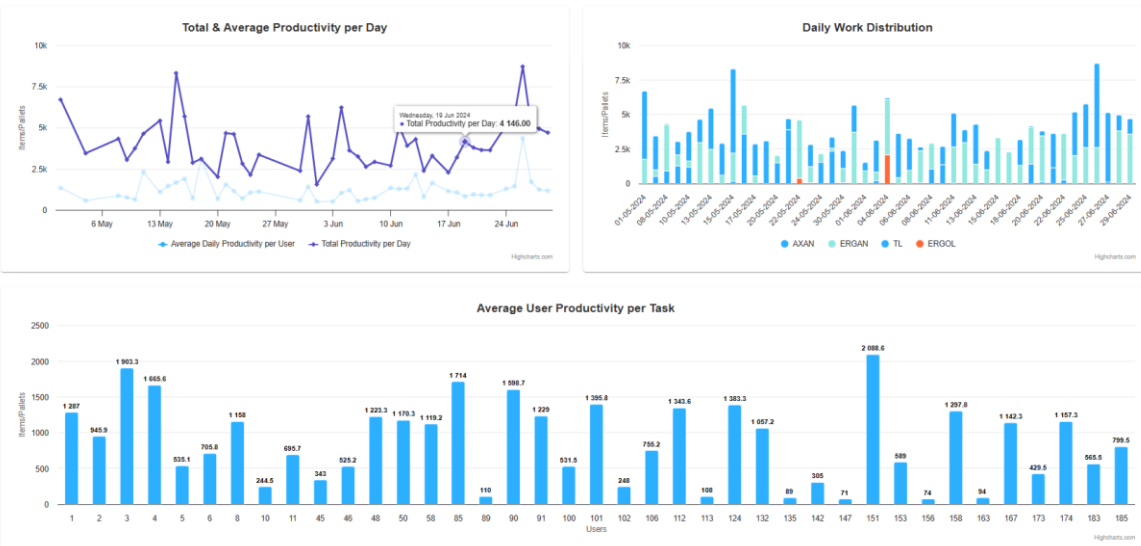 Total & Average Productivity per Day
10k
7.5k
5k
2.5k
0
Items/Pallets
Wednesday, 19 Jun 2024
● Total Productivity per Day: 4 146.00
6 May 13 May 20 May 27 May 3 Jun 10 Jun 17 Jun 24 Jun
Average Daily Productivity per User Total Productivity per Day
Highcharts.com
Daily Work Distribution
10k
7.5k
5k
2.5k
0
Items/Pallets
01-05-2024 08-05-2024 10-05-2024 13-05-2024 15-05-2024 17-05-2024 20-05-2024 22-05-2024 24-05-2024 30-05-2024 01-06-2024 04-06-2024 06-06-2024 08-06-2024 11-06-2024 13-06-2024 15-06-2024 18-06-2024 20-06-2024 22-06-2024 25-06-2024 27-06-2024 29-06-2024
AXAN ERGAN TL ERGOL
Highcharts.com
Average User Productivity per Task
2500
2000
1500
1000
500
0
Items/Pallets
1 287 945.9 1 903.3 1 665.6 535.1 705.8 1 158 244.5 695.7 343 525.2 1 223.3 1 170.3 1 119.2 1 714 110 1 598.7 1 229 531.5 1 395.8 248 755.2 1 343.6 108 1 383.3 1 057.2 89 305 71 2 088.6 589 74 1 297.8 94 1 142.3 429.5 1 157.3 565.5 799.5
1 2 3 4 5 6 8 10 11 45 46 48 50 58 85 89 90 91 100 101 102 106 112 113 124 132 135 142 147 151 153 156 158 163 167 173 174 183 185
Users
Highcharts.com